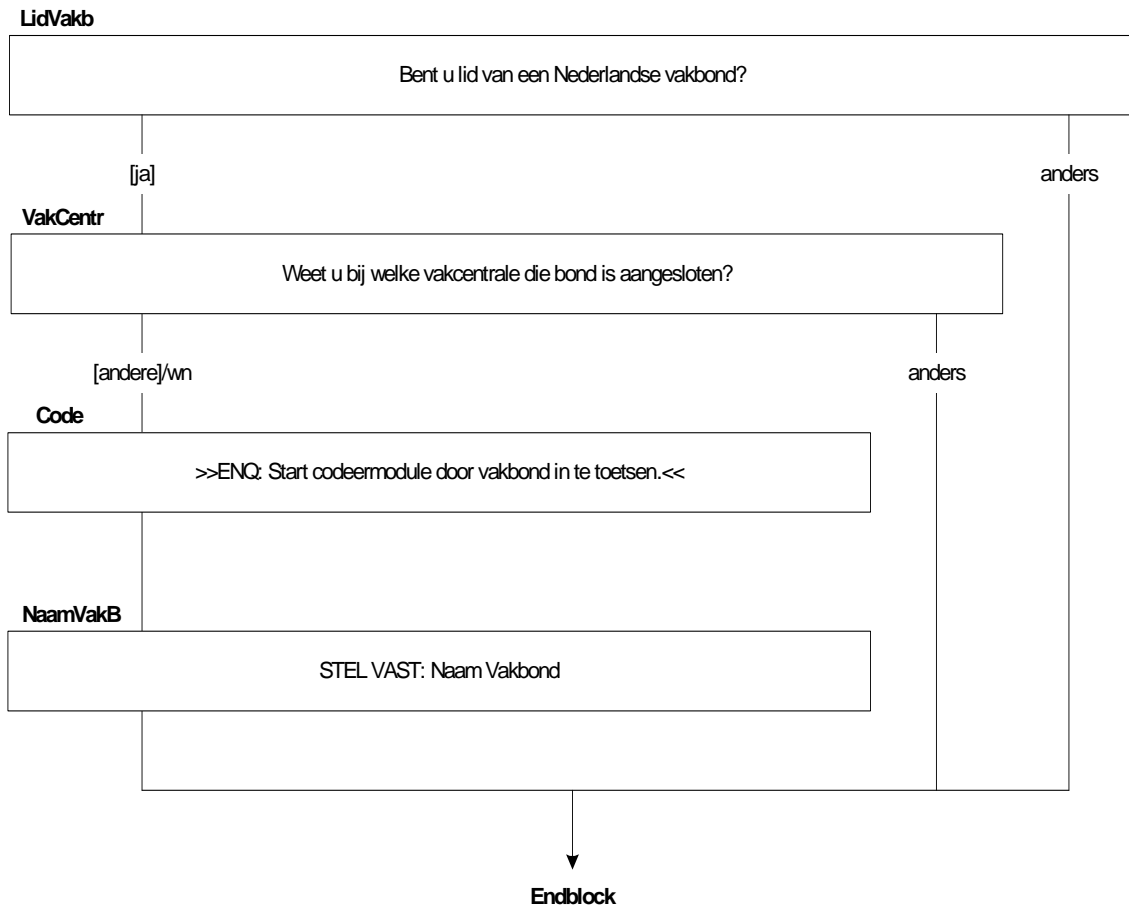 LidVakb
Bent u lid van een Nederlandse vakbond?
[ja]
anders
VakCentr
Weet u bij welke vakcentrale die bond is aangesloten?
[andere]/wn
anders
Code
>>ENQ: Start codeermodule door vakbond in te toetsen.<<
NaamVakB
STEL VAST: Naam Vakbond
Endblock